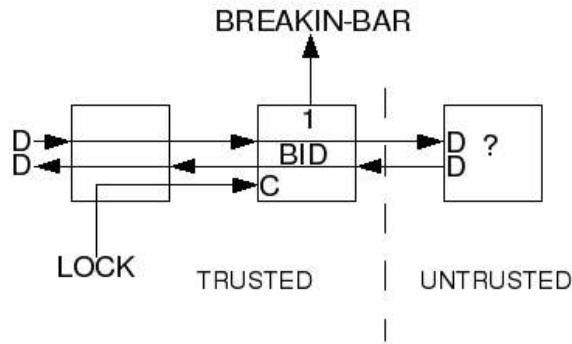 BREAKIN-BAR
1
D D ?
D BID D
C
LOCK TRUSTED UNTRUSTED